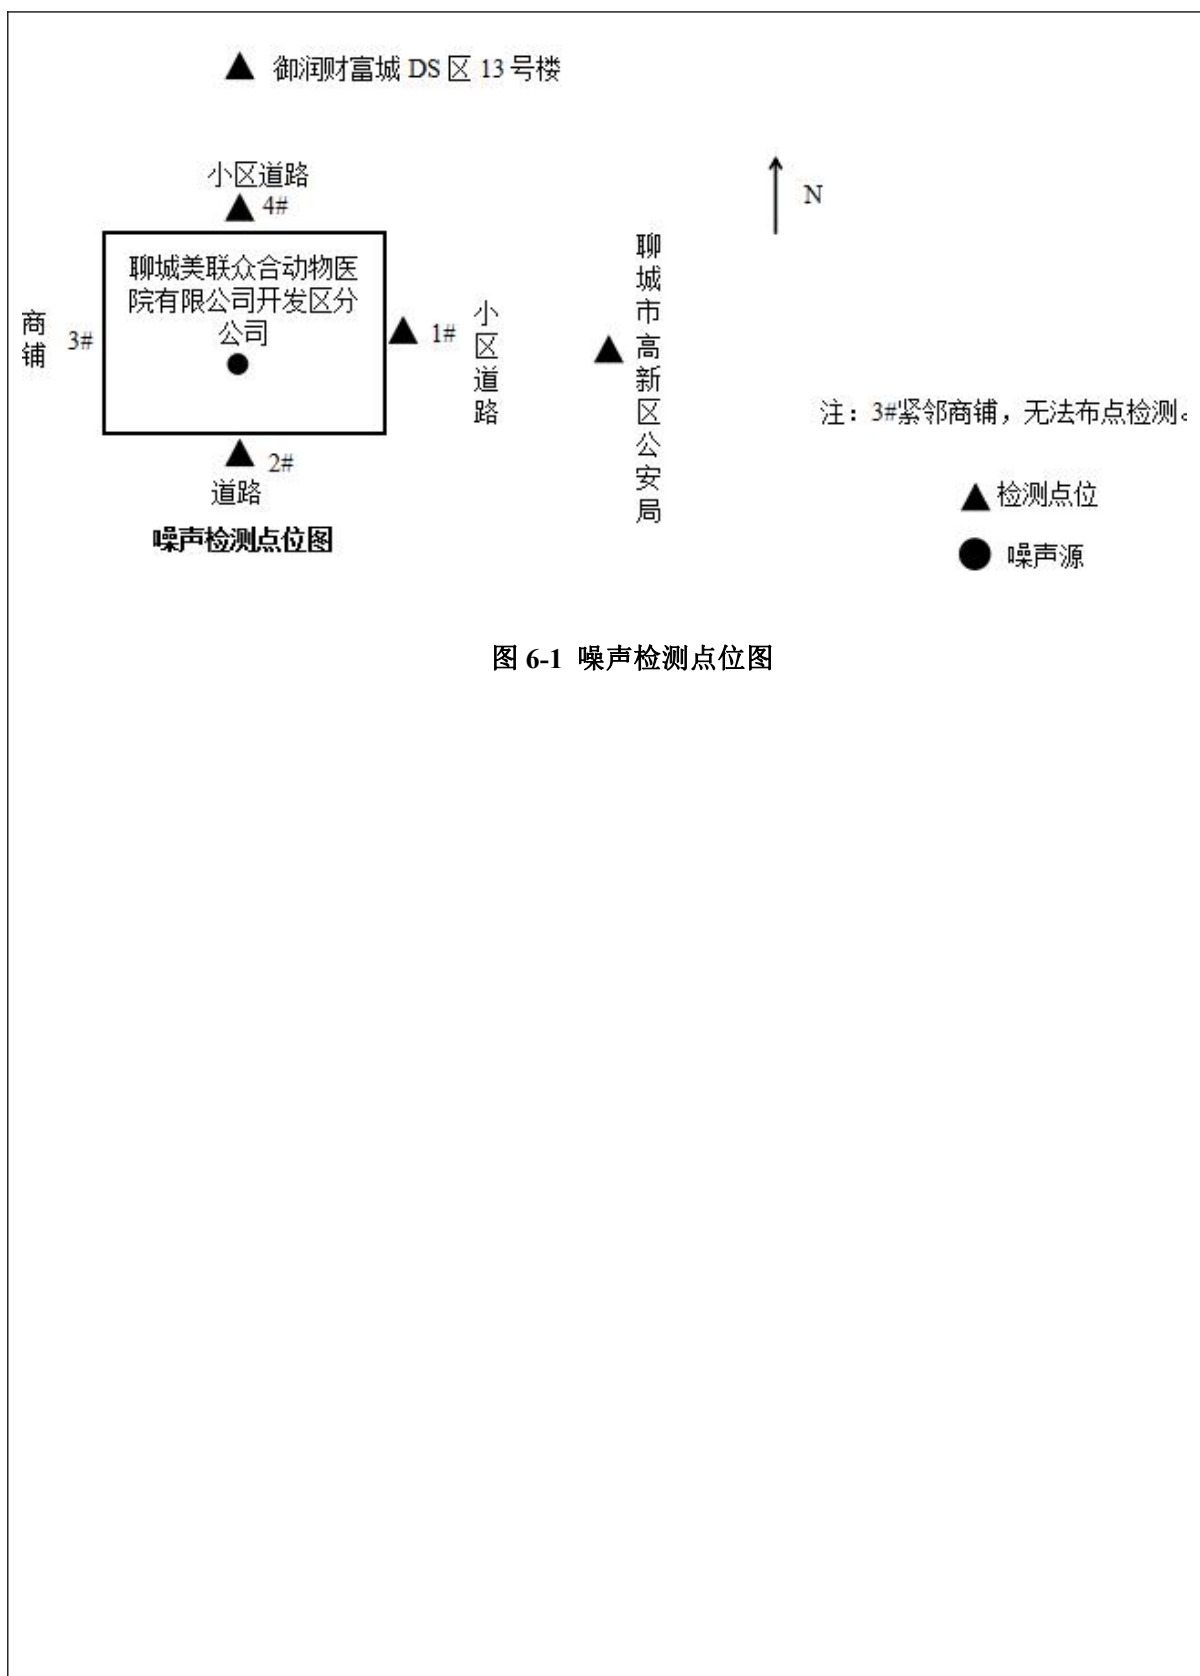 御润财富城 DS 区 13 号楼
小区道路
4#
N
聊城美联众合动物医
院有限公司开发区分
公司
商铺
3#
1#
小区道路
聊城市高新区公安局
注：3#紧邻商铺，无法布点检测。
2#
道路
检测点位
噪声检测点位图
噪声源
图 6-1 噪声检测点位图